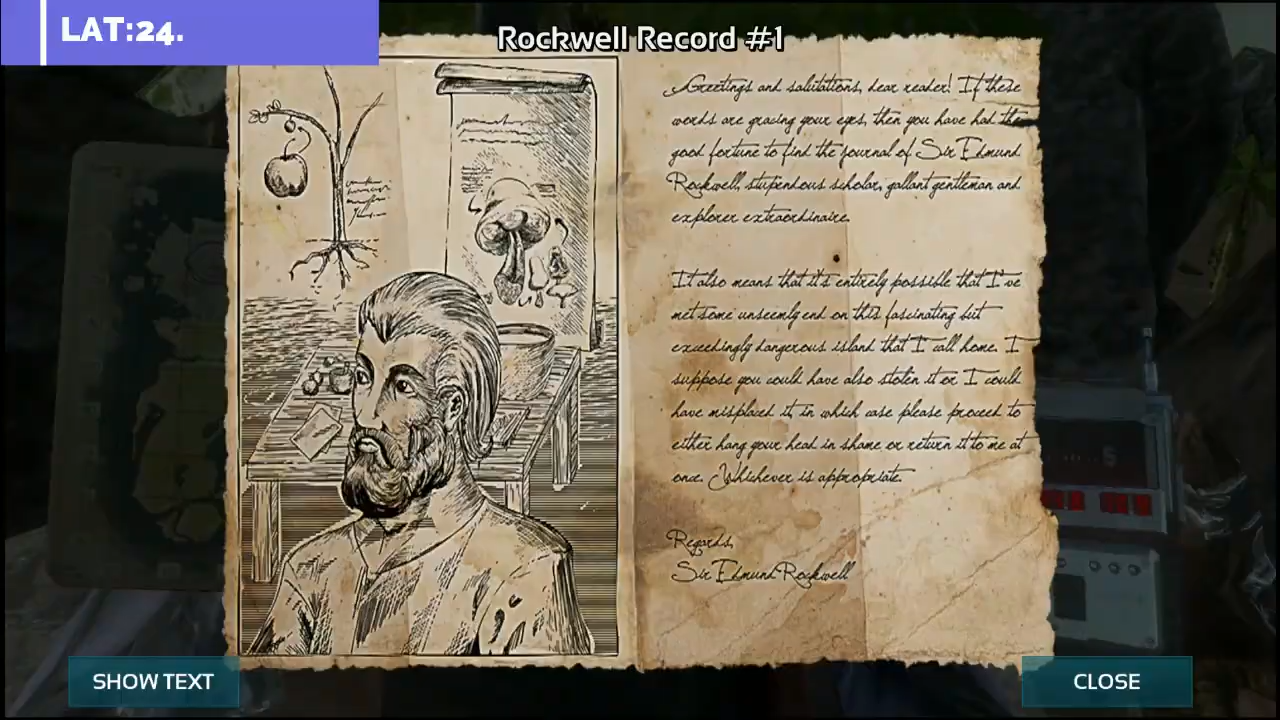 LAT:24.
Rockwell Record #1
Greetings and salutations, dear reader! If these
words are gracing your eyes, then you have had the
good fortune to find the journal of Sir Edmund
Rockwell, stupendous scholar, gallant gentleman and
explorer extraordinaire.
It also means that it's entirely possible that I've
met some unseemly end on this fascinating but
exceedingly dangerous island that I call home. I
suppose you could have also stolen it or I could
have misplaced it in which case please proceed to
either hang your head in shame or return it to me at
once. Whichever is appropriate.
Regards,
Sir Edmund Rockwell
SHOW TEXT
CLOSE